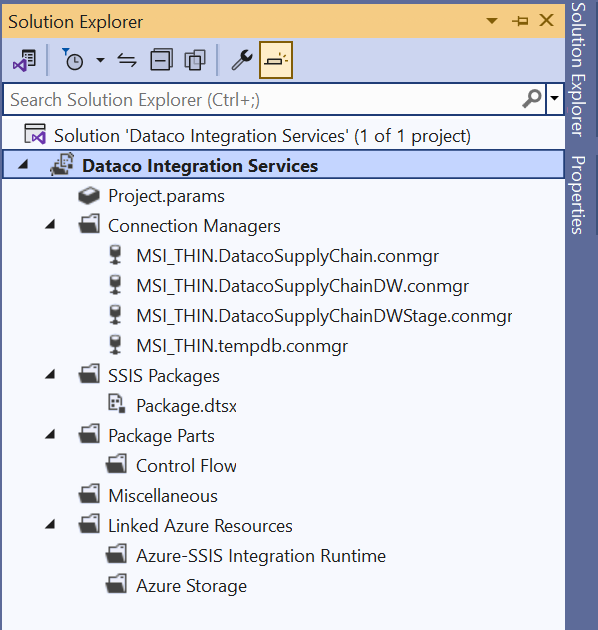 Solution Explorer
Search Solution Explorer (Ctrl+;)
Solution 'Dataco Integration Services' (1 of 1 project)
Dataco Integration Services
Project.params
Connection Managers
MSI_THIN.DatacoSupplyChain.conmgr
MSI_THIN.DatacoSupplyChainDW.conmgr
MSI_THIN.DatacoSupplyChainDWStage.conmgr
MSI_THIN.tempdb.conmgr
SSIS Packages
Package.dtsx
Package Parts
Control Flow
Miscellaneous
Linked Azure Resources
Azure-SSIS Integration Runtime
Azure Storage
Solution Explorer
Properties